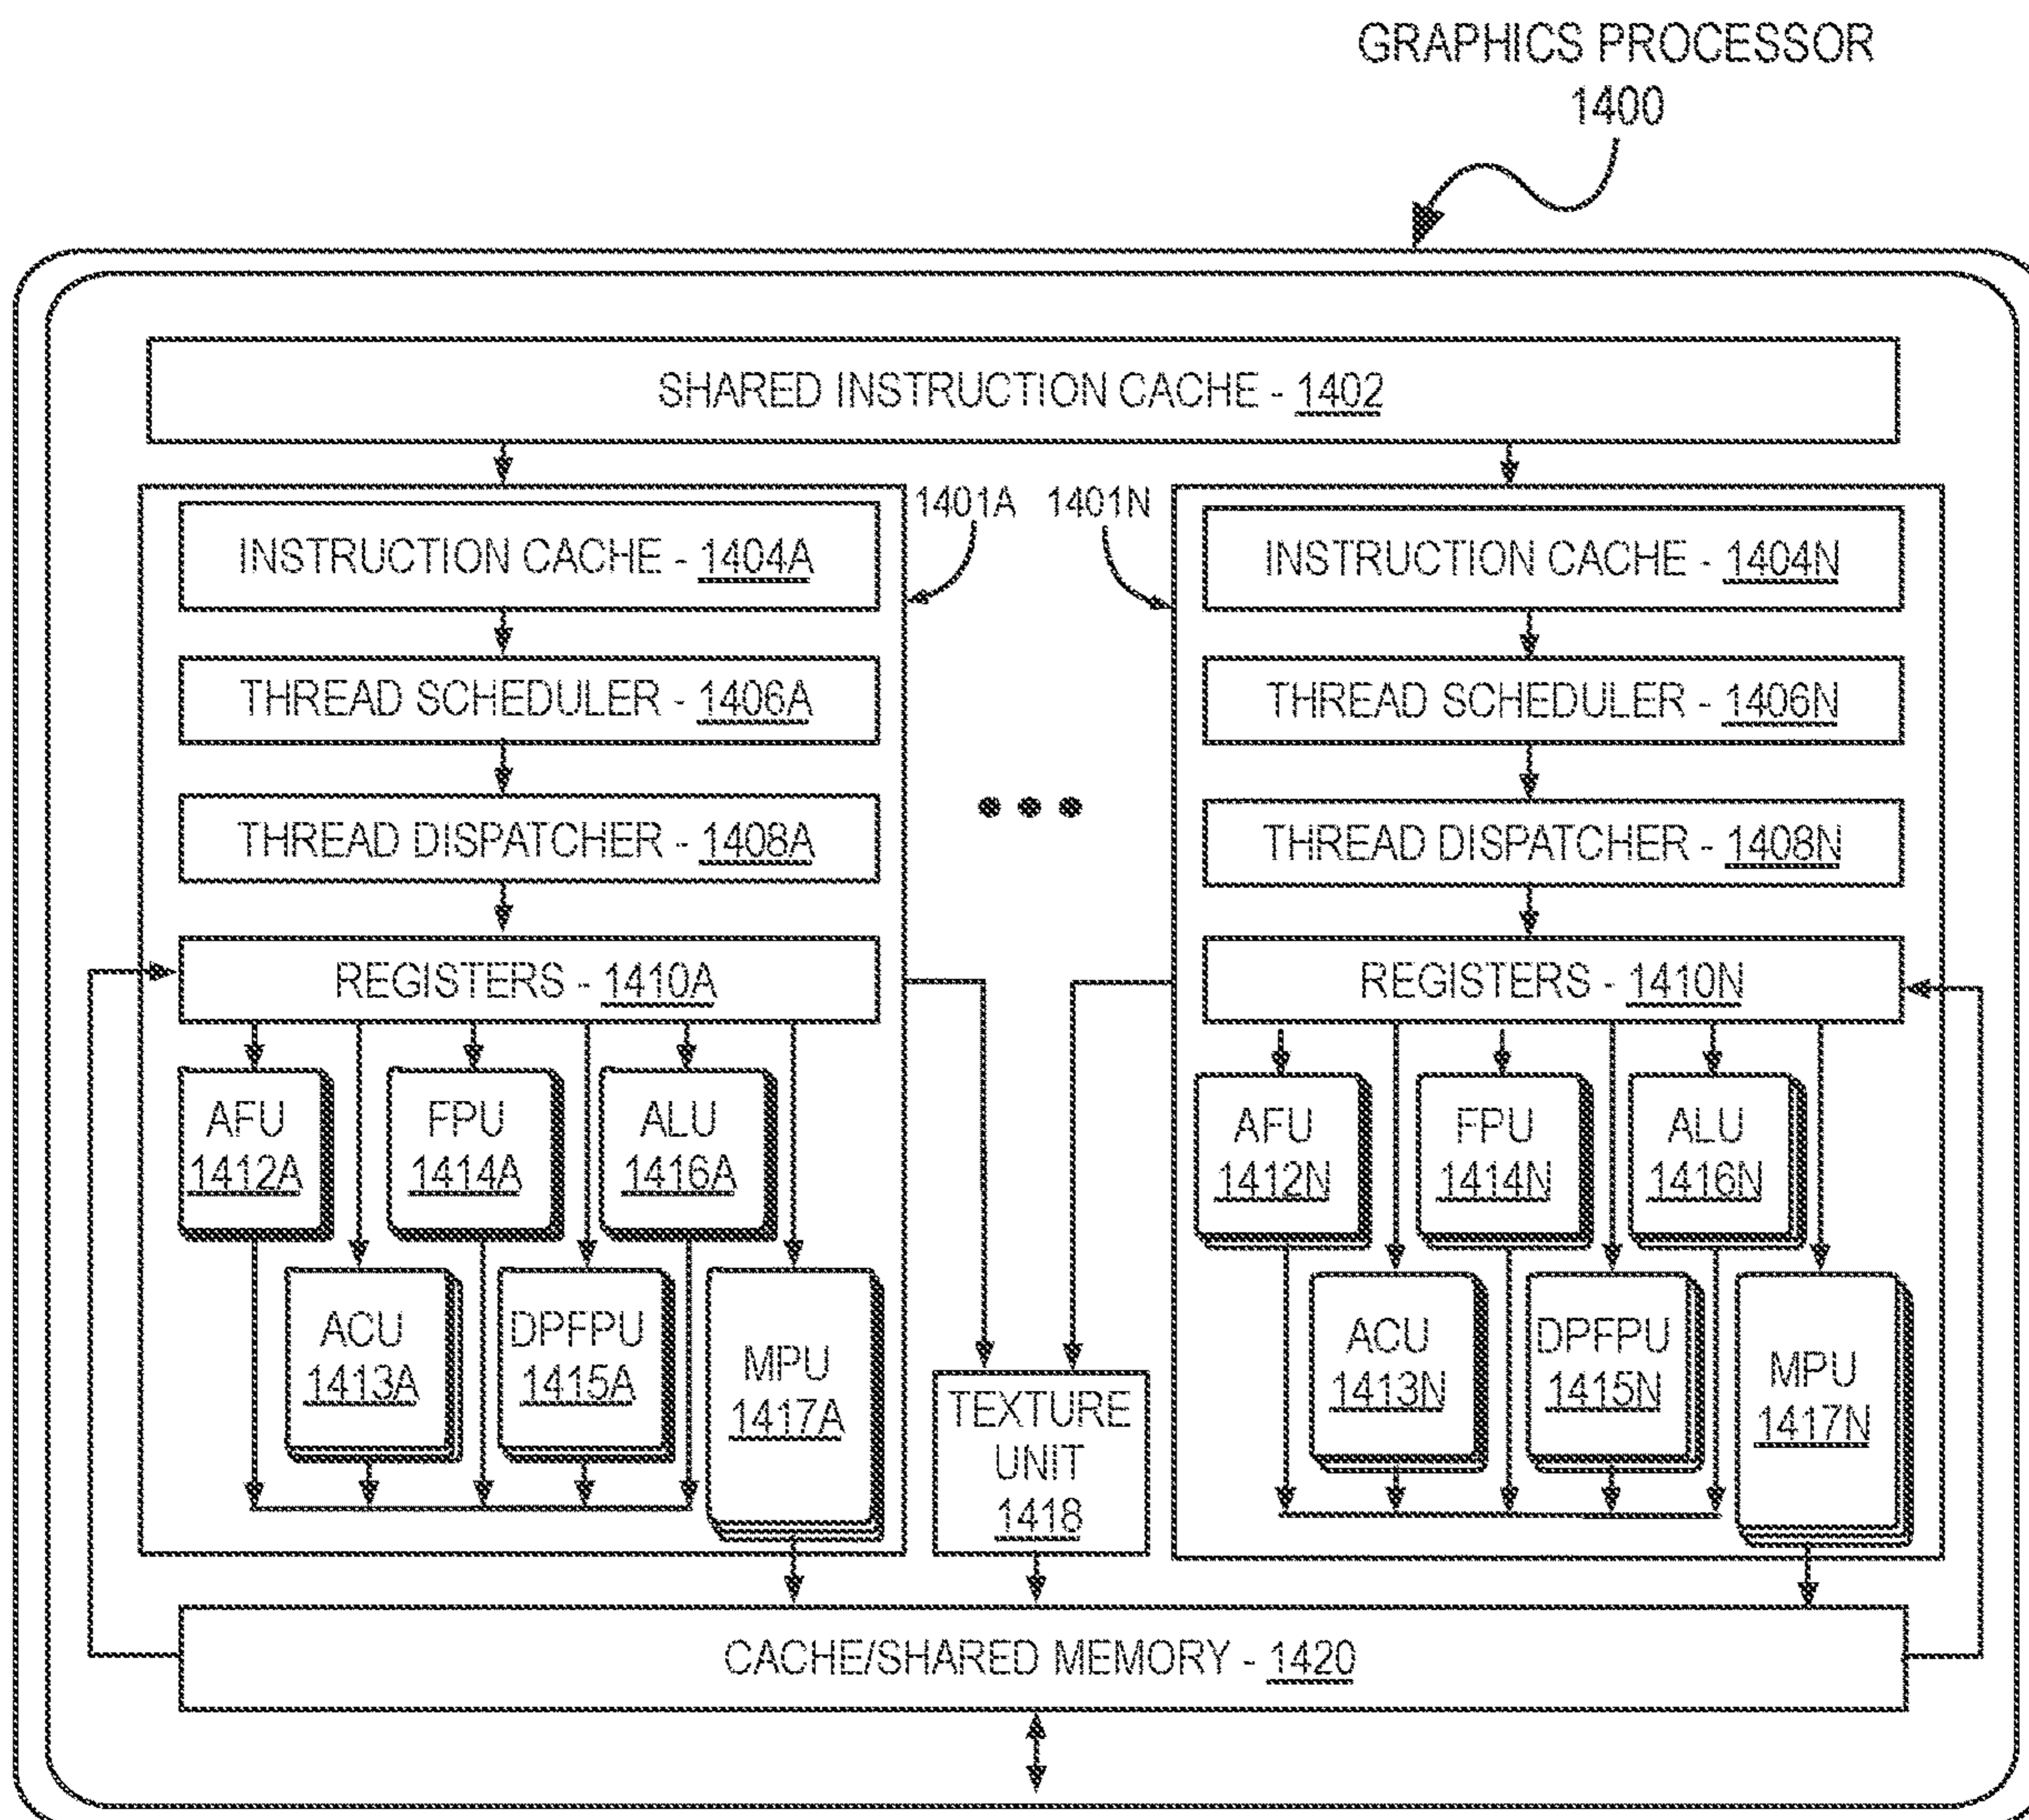 GRAPHICS PROCESSOR
1400
SHARED INSTRUCTION CACHE - 1402
1401A 1401N
INSTRUCTION CACHE - 1404A
THREAD SCHEDULER - 1406A
THREAD DISPATCHER - 1408A
REGISTERS - 1410A
AFU
1412A
FPU
1414A
ALU
1416A
ACU
1413A
DPFPU
1415A
MPU
1417A
TEXTURE
UNIT
1418
INSTRUCTION CACHE - 1404N
THREAD SCHEDULER - 1406N
THREAD DISPATCHER - 1408N
REGISTERS - 1410N
AFU
1412N
FPU
1414N
ALU
1416N
ACU
1413N
DPFPU
1415N
MPU
1417N
CACHE/SHARED MEMORY - 1420